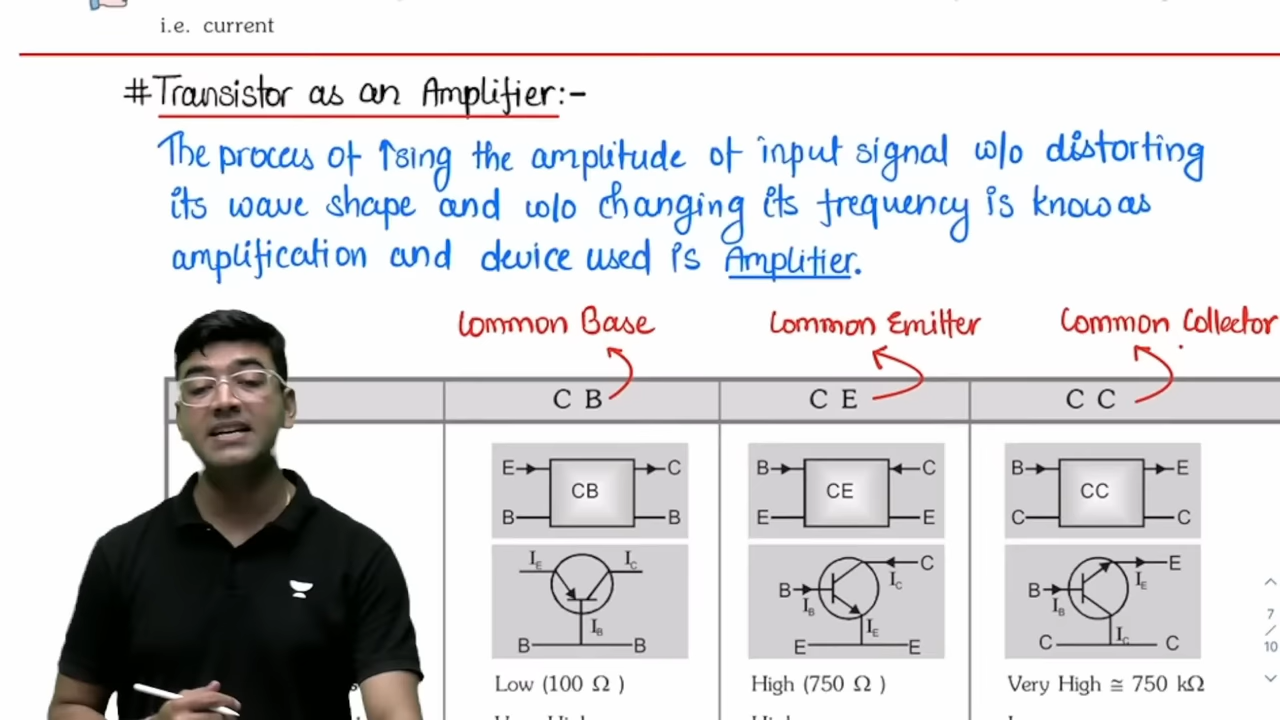 i.e. current
# Transistor as an Amplifier:-
The process of ↑sing the amplitude of input signal w/o distorting
its wave shape and w/o changing its frequency is know as
amplification and device used is Amplifier.
Common Base Common Emitter Common Collector
C B C E C C
E C B C B E
CB CE CC
B B E E C C
I_E I_C C E
B I_C B I_E
I_B I_B
I_B I_E I_C
B B E E C C
Low (100 Ω ) High (750 Ω ) Very High ≅ 750 kΩ
7
/
10